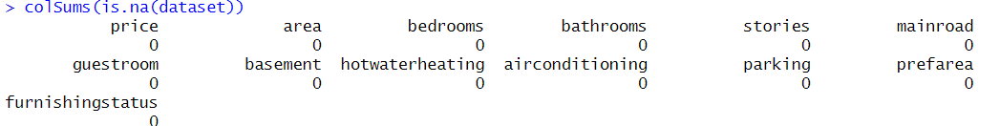 > colSums(is.na(dataset))
price area bedrooms bathrooms stories mainroad
0 0 0 0 0 0
guestroom basement hotwaterheating airconditioning parking prefarea
0 0 0 0 0 0
furnishingstatus
0